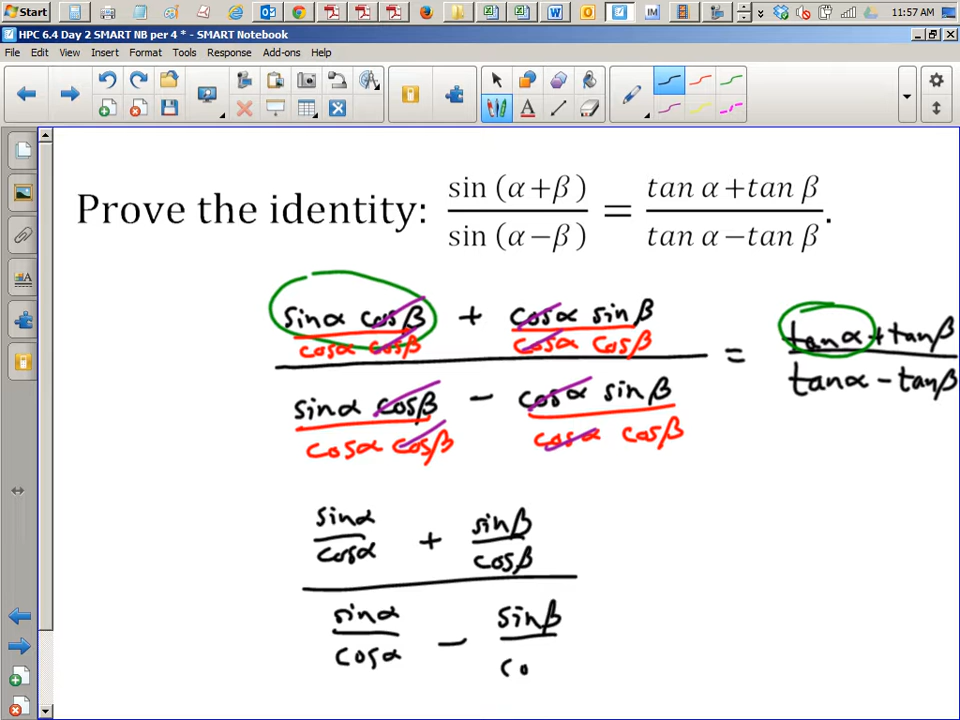 Start
11:57 AM
HPC 6.4 Day 2 SMART NB per 4 * - SMART Notebook
File Edit View Insert Format Tools Response Add-ons Help
Prove the identity: sin (α+β) / sin (α−β) = tan α+tan β / tan α−tan β.
sinα cosβ / cosα cosβ + cosα sinβ / cosα cosβ = tanα + tanβ
sinα cosβ / cosα cosβ − cosα sinβ / cosα cosβ tanα − tanβ
sinα / cosα + sinβ / cosβ
sinα / cosα − sinβ / co